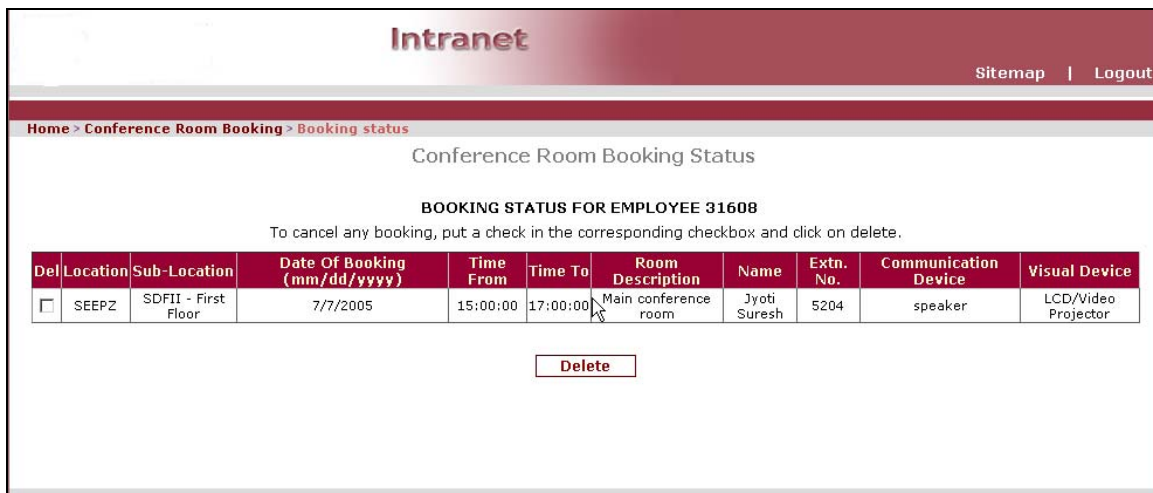 Intranet
Sitemap | Logout
Home > Conference Room Booking > Booking status
Conference Room Booking Status
BOOKING STATUS FOR EMPLOYEE 31608
To cancel any booking, put a check in the corresponding checkbox and click on delete.
Del Location Sub-Location Date Of Booking (mm/dd/yyyy) Time From Time To Room Description Name Extn. No. Communication Device Visual Device
SEEPZ SDFII - First Floor 7/7/2005 15:00:00 17:00:00 Main conference room Jyoti Suresh 5204 speaker LCD/Video Projector
Delete